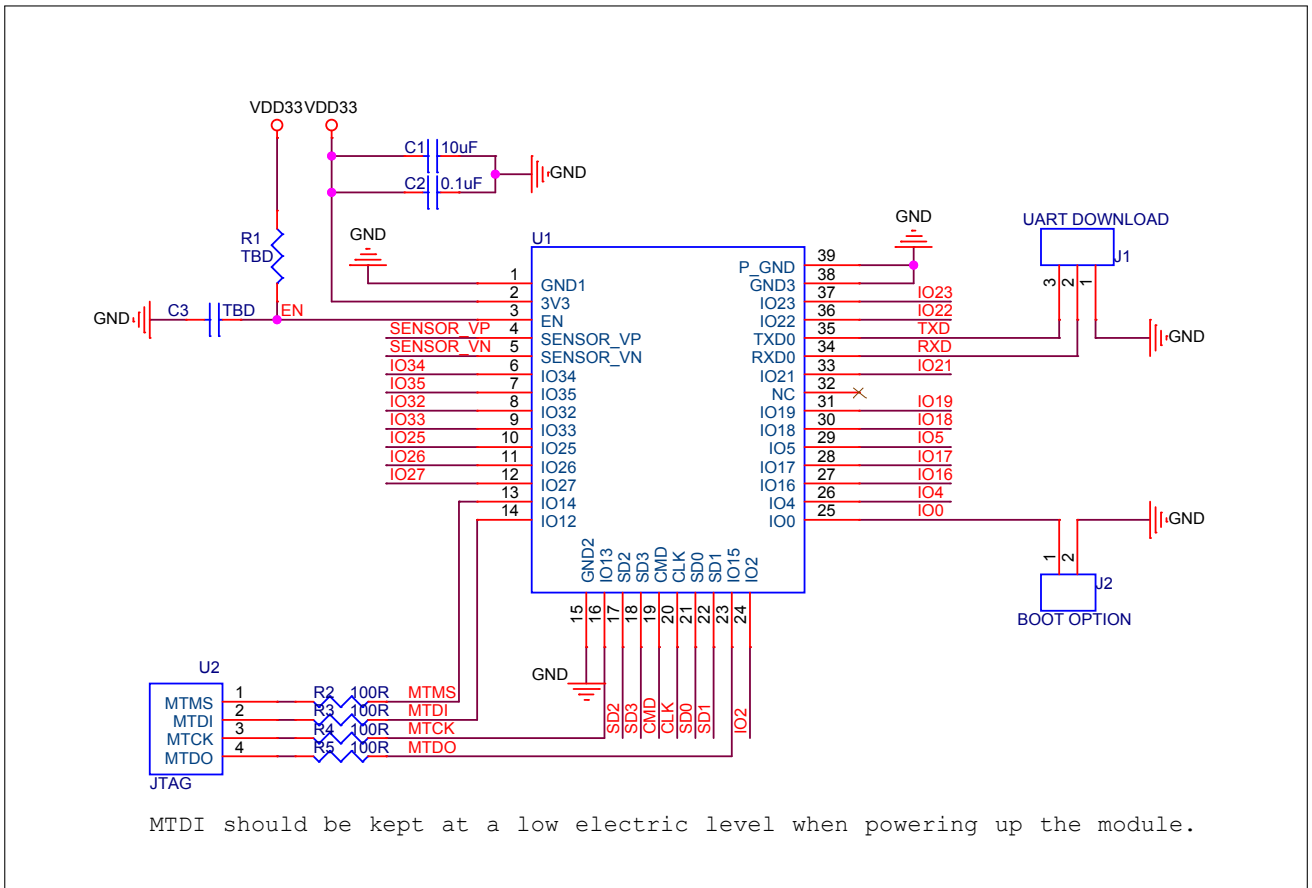 VDD33 VDD33
C1 10uF
C2 0.1uF
GND
R1
TBD
GND
GND C3 TBD EN
U1
GND
UART DOWNLOAD
J1
3 2 1
GND
1 GND1
2 3V3
3 EN
SENSOR_VP 4 SENSOR_VP
SENSOR_VN 5 SENSOR_VN
IO34 6 IO34
IO35 7 IO35
IO32 8 IO32
IO33 9 IO33
IO25 10 IO25
IO26 11 IO26
IO27 12 IO27
13 IO14
14 IO12
P_GND 39
GND3 38
IO23 37 IO23
IO22 36 IO22
TXD0 35 TXD
RXD0 34 RXD
IO21 33 IO21
NC 32
IO19 31 IO19
IO18 30 IO18
IO5 29 IO5
IO17 28 IO17
IO16 27 IO16
IO4 26 IO4
IO0 25 IO0
GND
1 2
J2
BOOT OPTION
GND2 IO13 SD2 SD3 CMD CLK SD0 SD1 IO15 IO2
15 16 17 18 19 20 21 22 23 24
GND
SD2 SD3 CMD CLK SD0 SD1 IO2
U2
MTMS 1 R2 100R MTMS
MTDI 2 R3 100R MTDI
MTCK 3 R4 100R MTCK
MTDO 4 R5 100R MTDO
JTAG
MTDI should be kept at a low electric level when powering up the module.